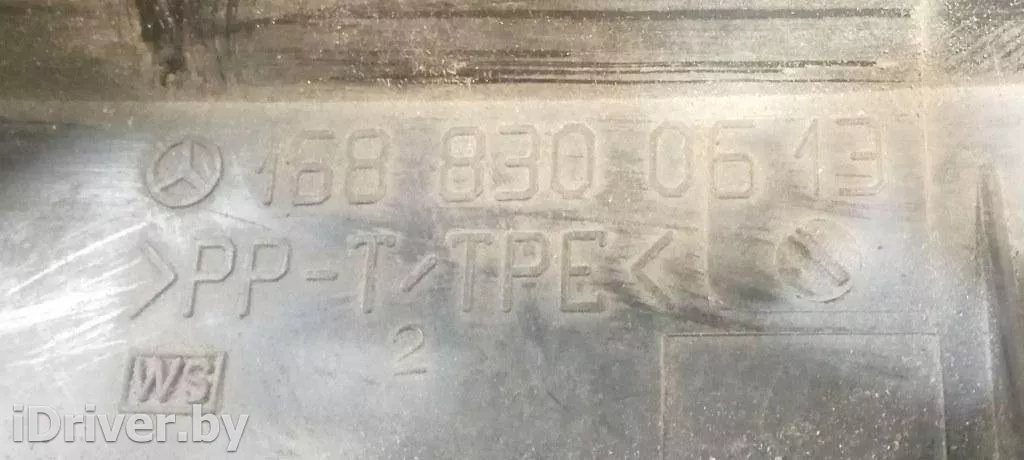 168 830 06 13
>PP-T/TPE<
2
WS
iDriver.by